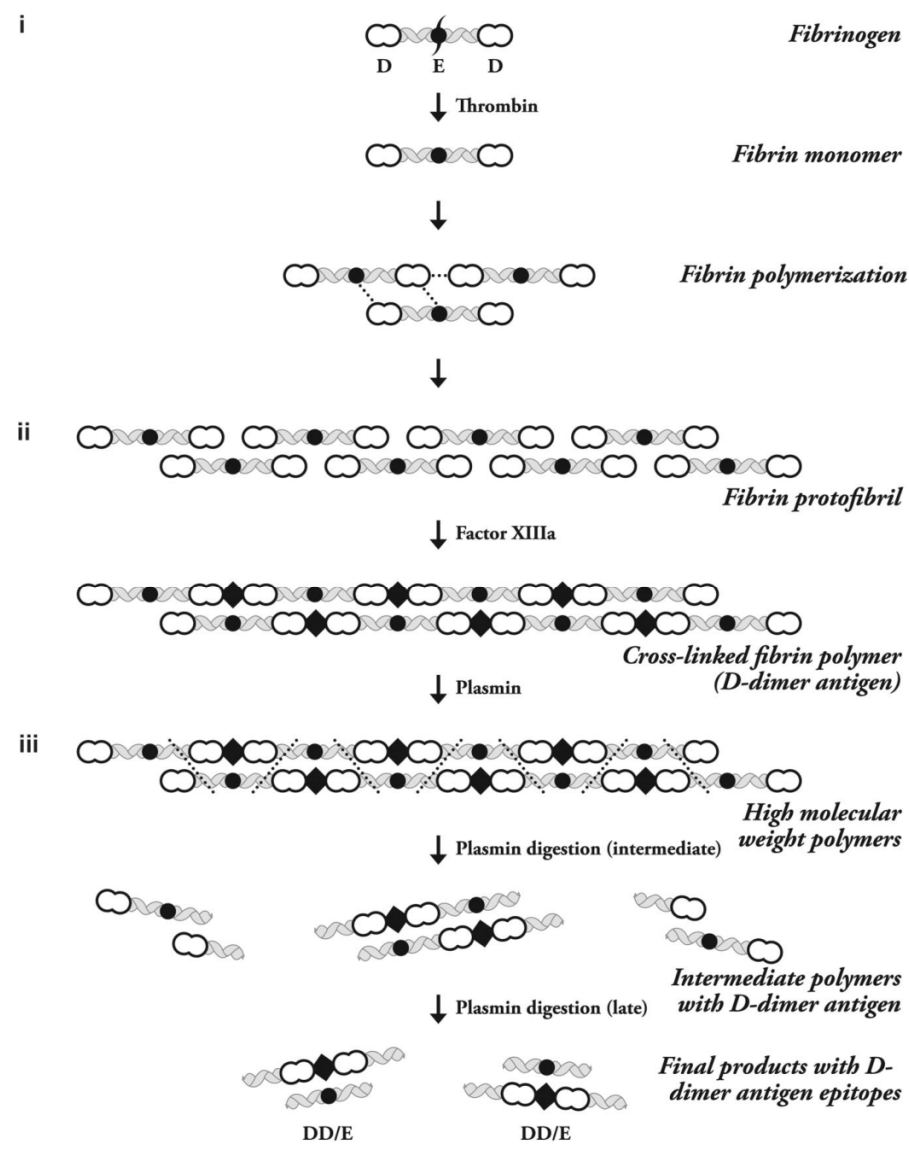 i
Fibrinogen
D E D
Thrombin
Fibrin monomer
Fibrin polymerization
ii
Fibrin protofibril
Factor XIIIa
Cross-linked fibrin polymer
(D-dimer antigen)
Plasmin
iii
High molecular
weight polymers
Plasmin digestion (intermediate)
Intermediate polymers
with D-dimer antigen
Plasmin digestion (late)
Final products with D-
dimer antigen epitopes
DD/E DD/E